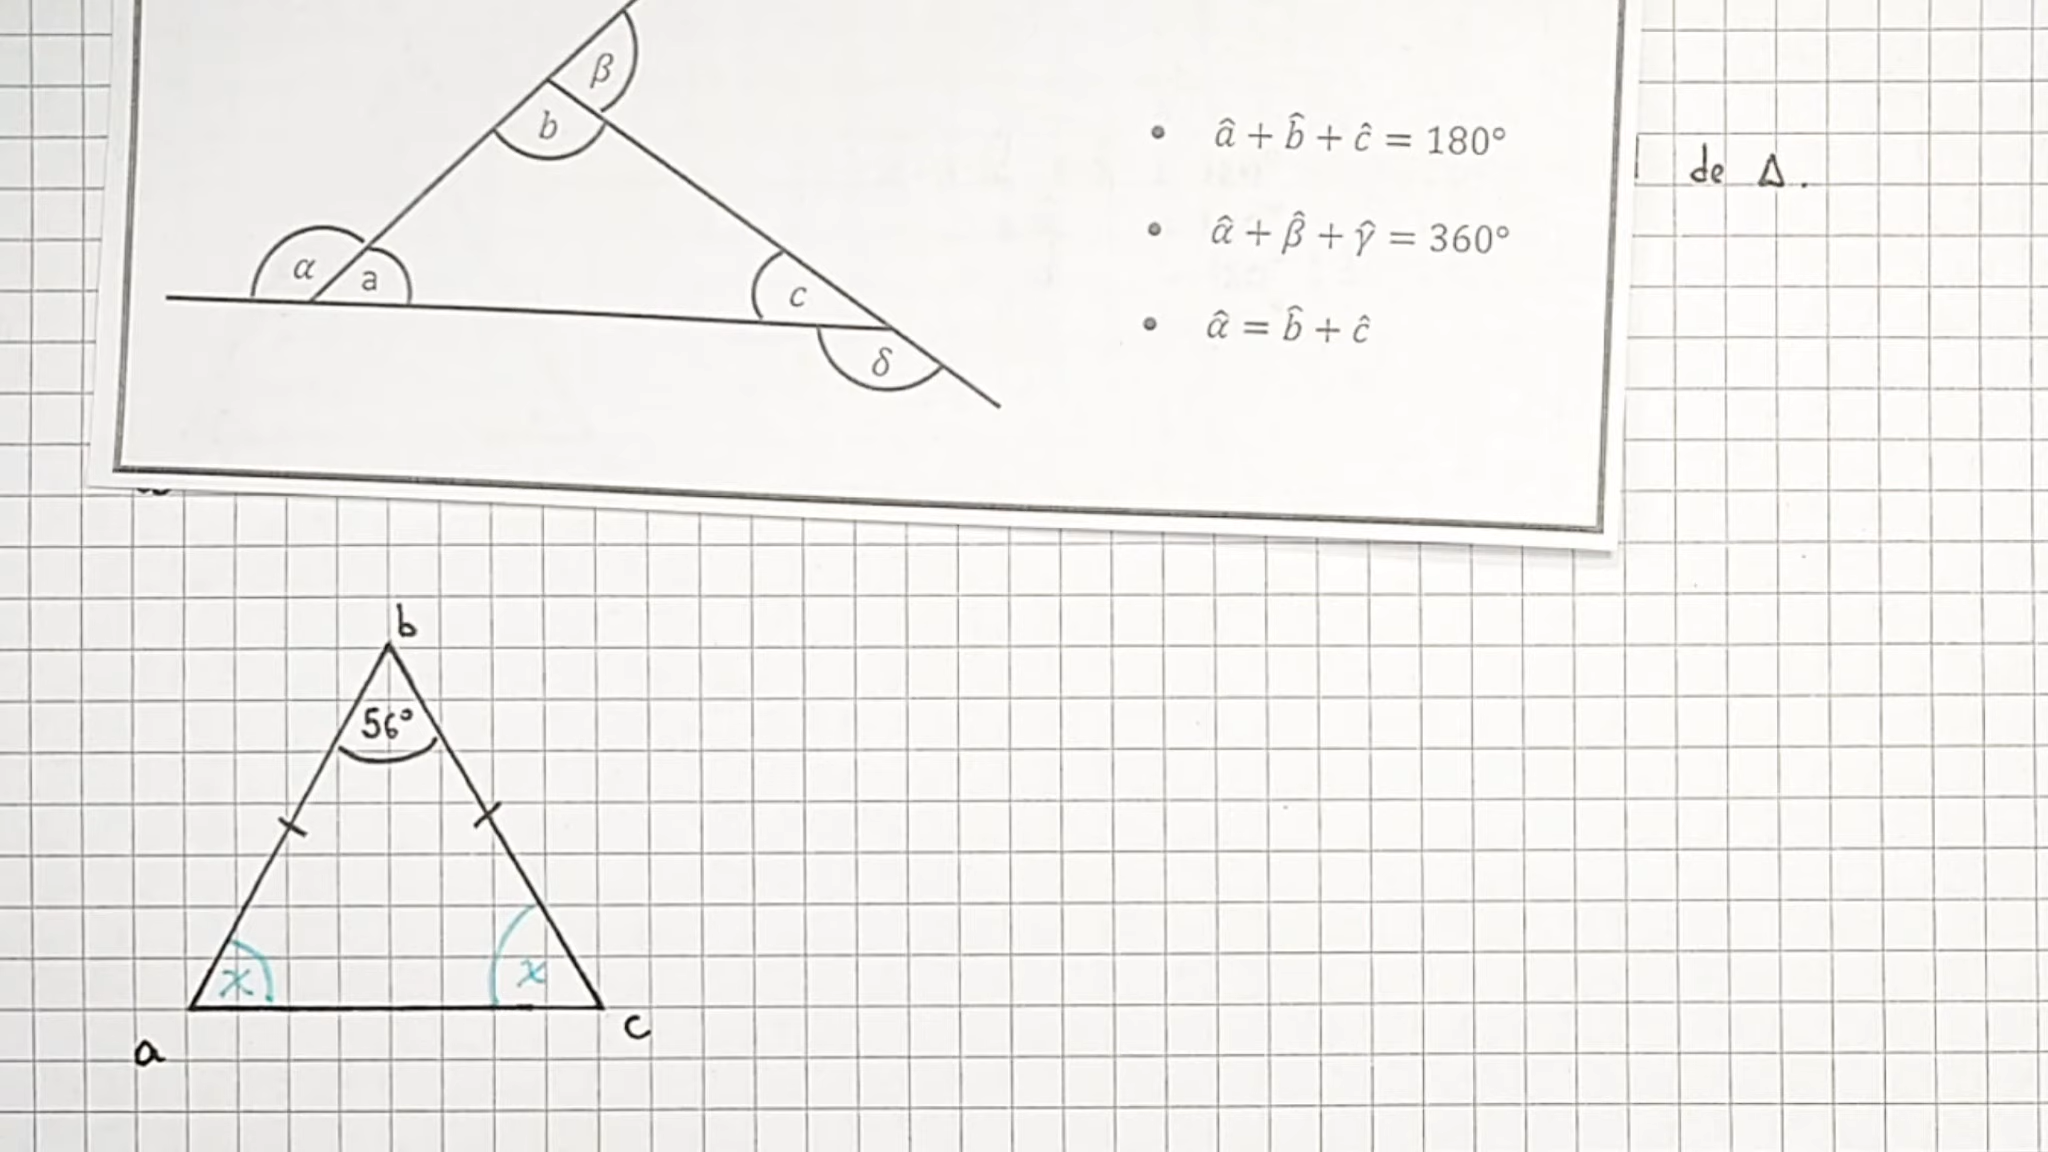 β
b
â + b̂ + ĉ = 180°
de Δ.
α̂ + β̂ + γ̂ = 360°
α a
c
α̂ = b̂ + ĉ
δ
b
56°
x x
a c